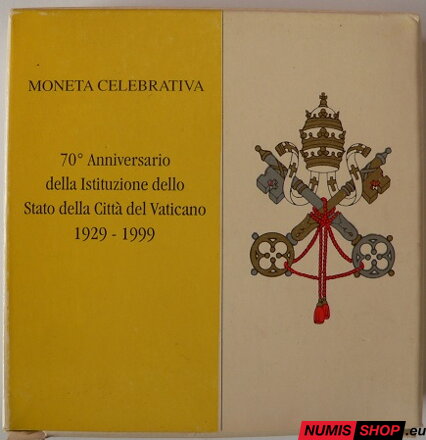 MONETA CELEBRATIVA
70° Anniversario
della Istituzione dello
Stato della Città del Vaticano
1929 - 1999
NUMIS SHOP.eu